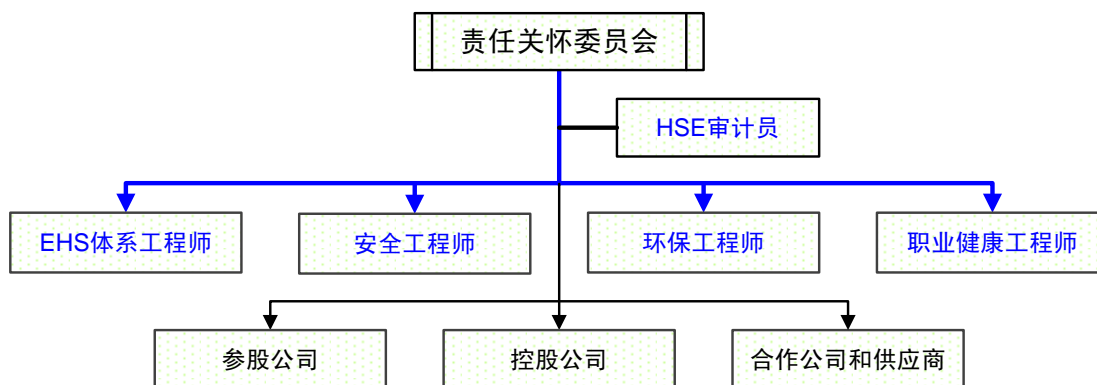 责任关怀委员会
HSE审计员
EHS体系工程师
安全工程师
环保工程师
职业健康工程师
参股公司
控股公司
合作公司和供应商